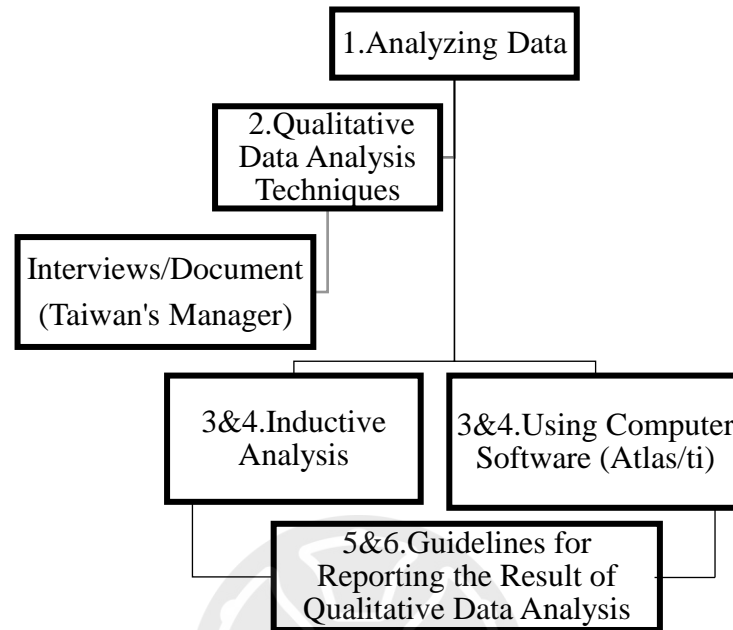 1.Analyzing Data
2.Qualitative
Data Analysis
Techniques
Interviews/Document
(Taiwan's Manager)
3&4.Inductive
Analysis
3&4.Using Computer
Software (Atlas/ti)
5&6.Guidelines for
Reporting the Result of
Qualitative Data Analysis